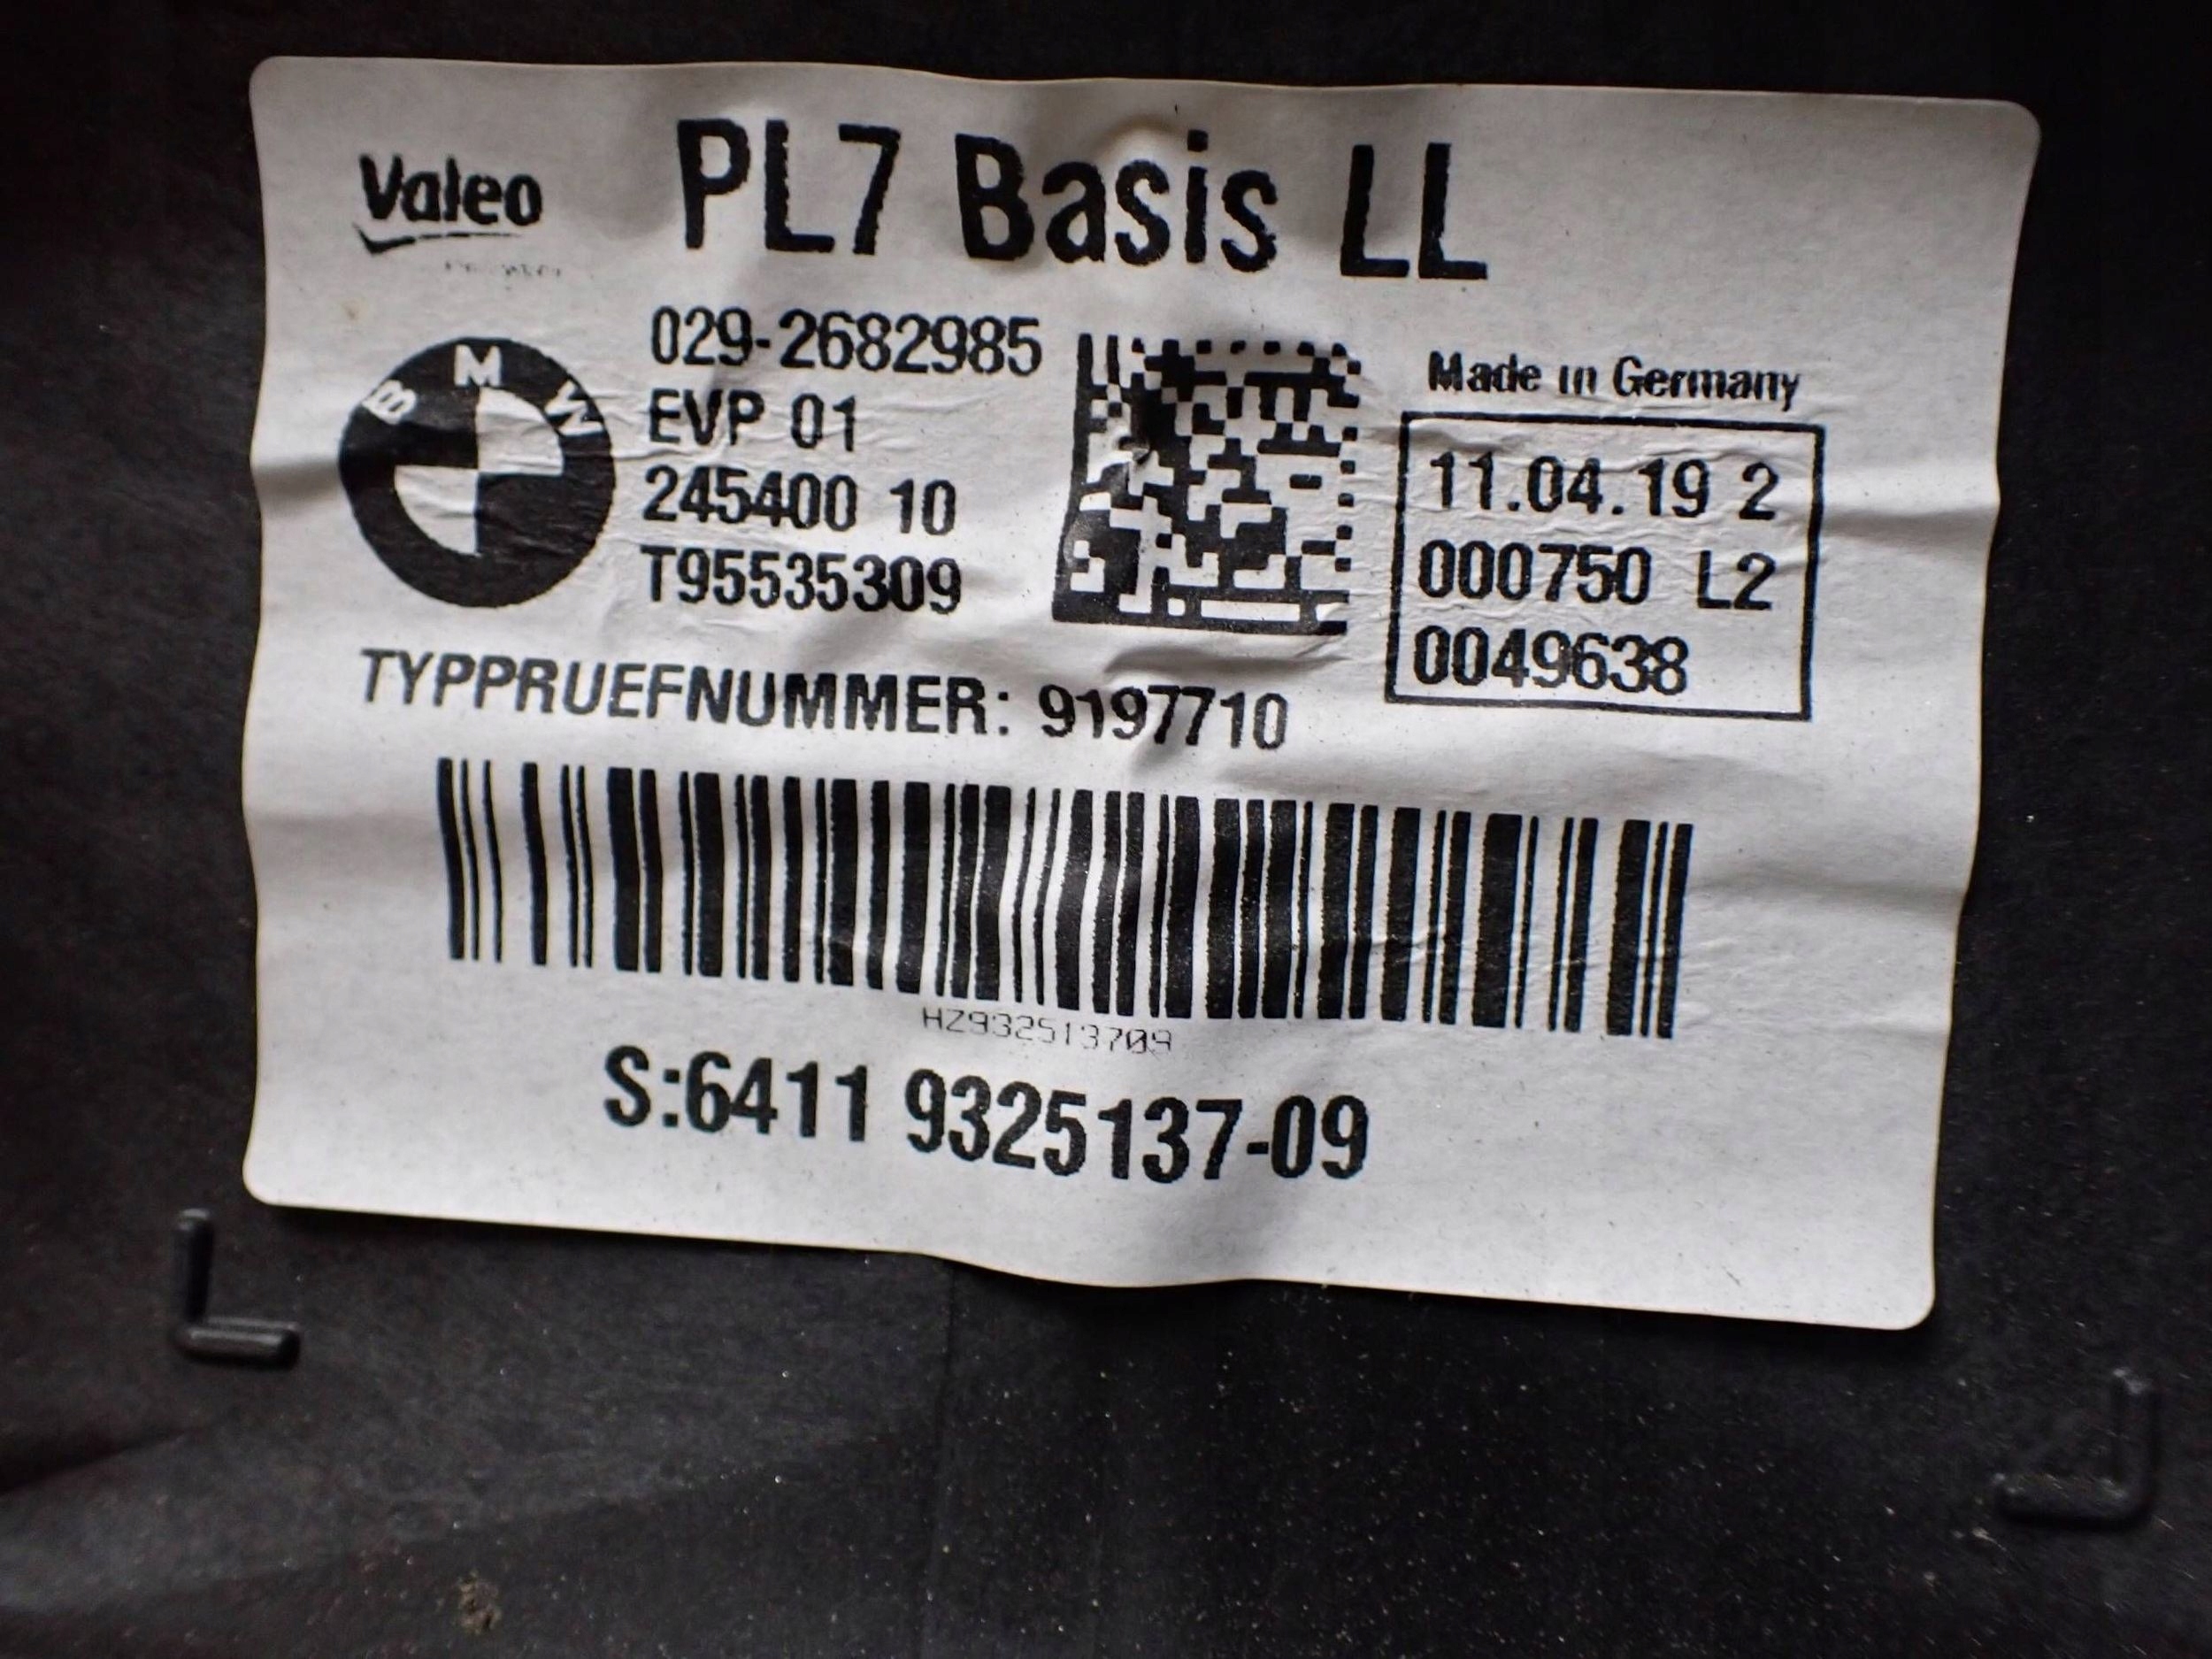 Valeo
PL7 Basis LL
BMW
029-2682985
EVP 01
245400 10
T95535309
Made in Germany
11.04.19 2
000750 L2
0049638
TYPPRUEFNUMMER: 9197710
HZ932513709
S:6411 9325137-09